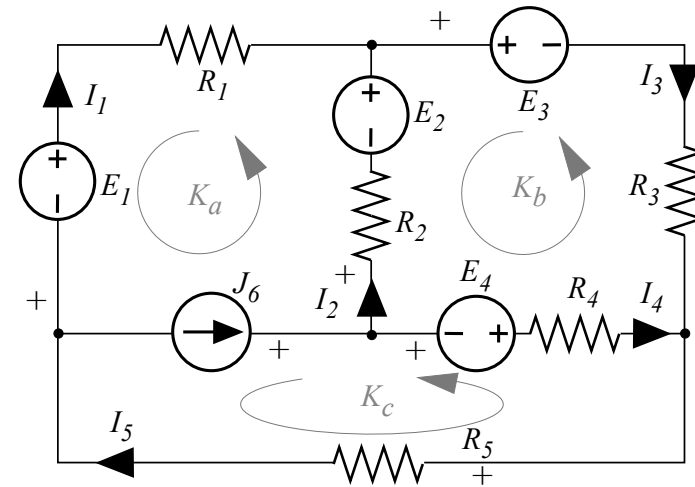 + + −
R1
E3
I1
I3
+
−
E2
+
−
E1
Ka
Kb
R3
R2
+
J6
I2
+
E4
R4
I4
+
+
− +
+
Kc
I5
R5
+